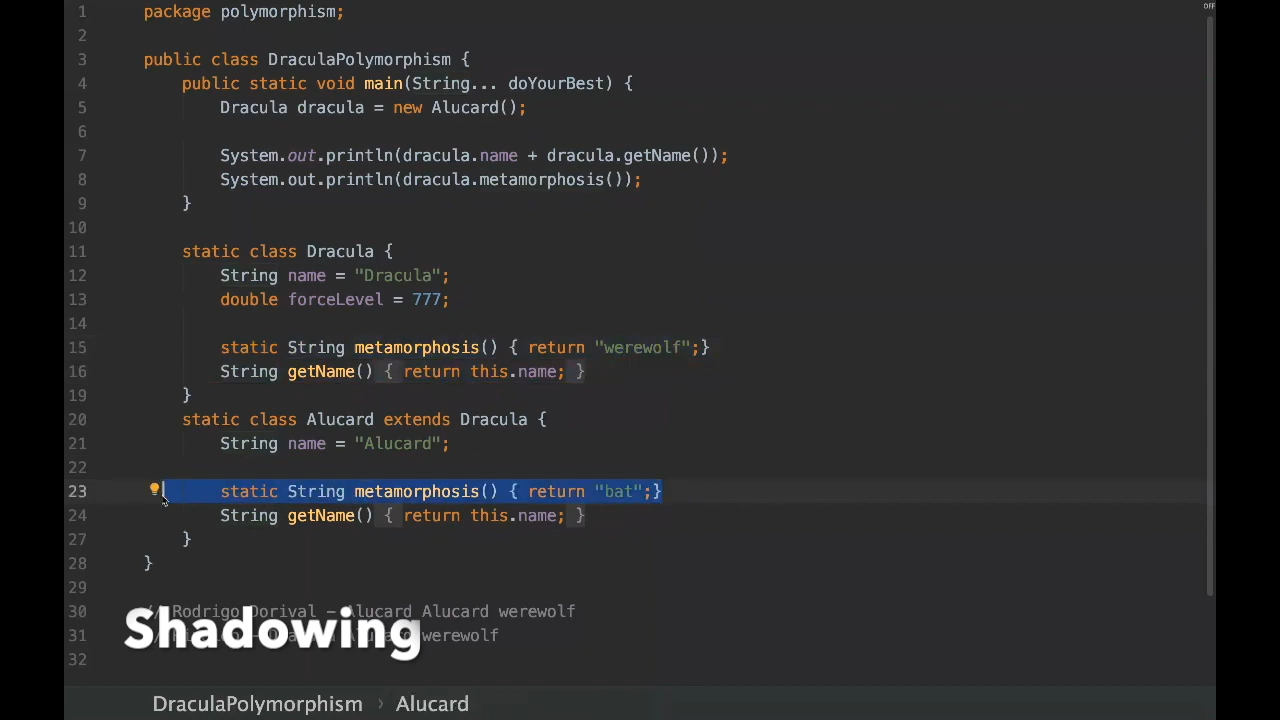 OFF
1 package polymorphism;
2
3 public class DraculaPolymorphism {
4 public static void main(String... doYourBest) {
5 Dracula dracula = new Alucard();
6
7 System.out.println(dracula.name + dracula.getName());
8 System.out.println(dracula.metamorphosis());
9 }
10
11 static class Dracula {
12 String name = "Dracula";
13 double forceLevel = 777;
14
15 static String metamorphosis() { return "werewolf";}
16 String getName() { return this.name; }
19 }
20 static class Alucard extends Dracula {
21 String name = "Alucard";
22
23 static String metamorphosis() { return "bat";}
24 String getName() { return this.name; }
27 }
28 }
29
30 // Rodrigo Dorival - Alucard Alucard werewolf
31 werewolf
Shadowing
32
DraculaPolymorphism › Alucard